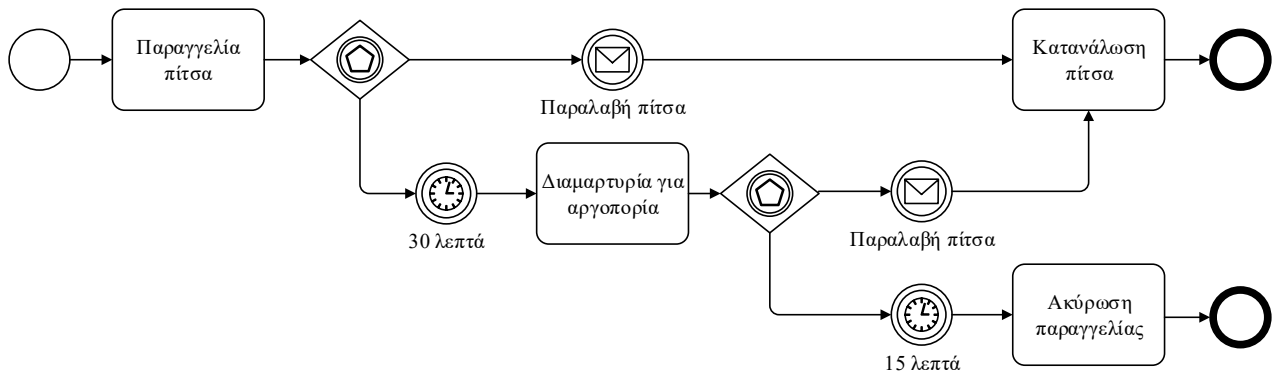 Παραγγελία
πίτσα
Παραλαβή πίτσα
Κατανάλωση
πίτσα
30 λεπτά
Διαμαρτυρία για
αργοπορία
Παραλαβή πίτσα
15 λεπτά
Ακύρωση
παραγγελίας